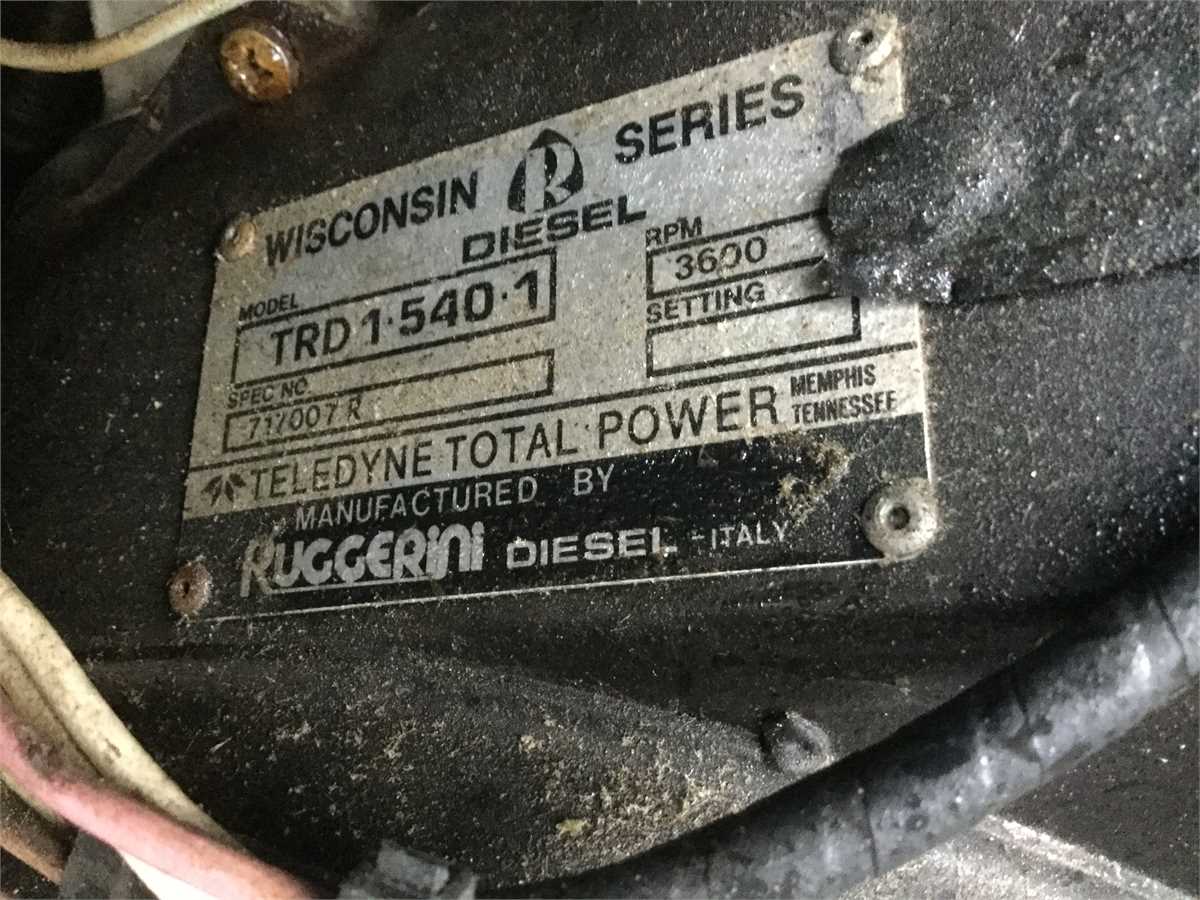 WISCONSIN R SERIES
DIESEL
MODEL
TRD 1·540·1
RPM
3600
SETTING
SPEC NO
717007 R
TELEDYNE TOTAL POWER MEMPHIS
TENNESSEE
MANUFACTURED BY
RUGGERINI DIESEL - ITALY